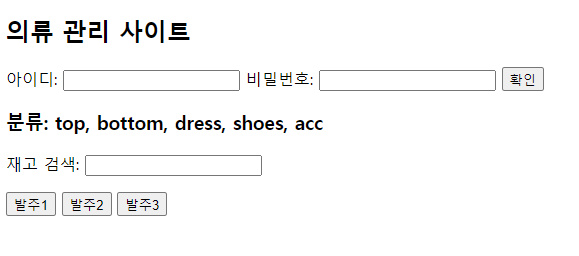 의류 관리 사이트
아이디: 비밀번호: 확인
분류: top, bottom, dress, shoes, acc
재고 검색:
발주1 발주2 발주3